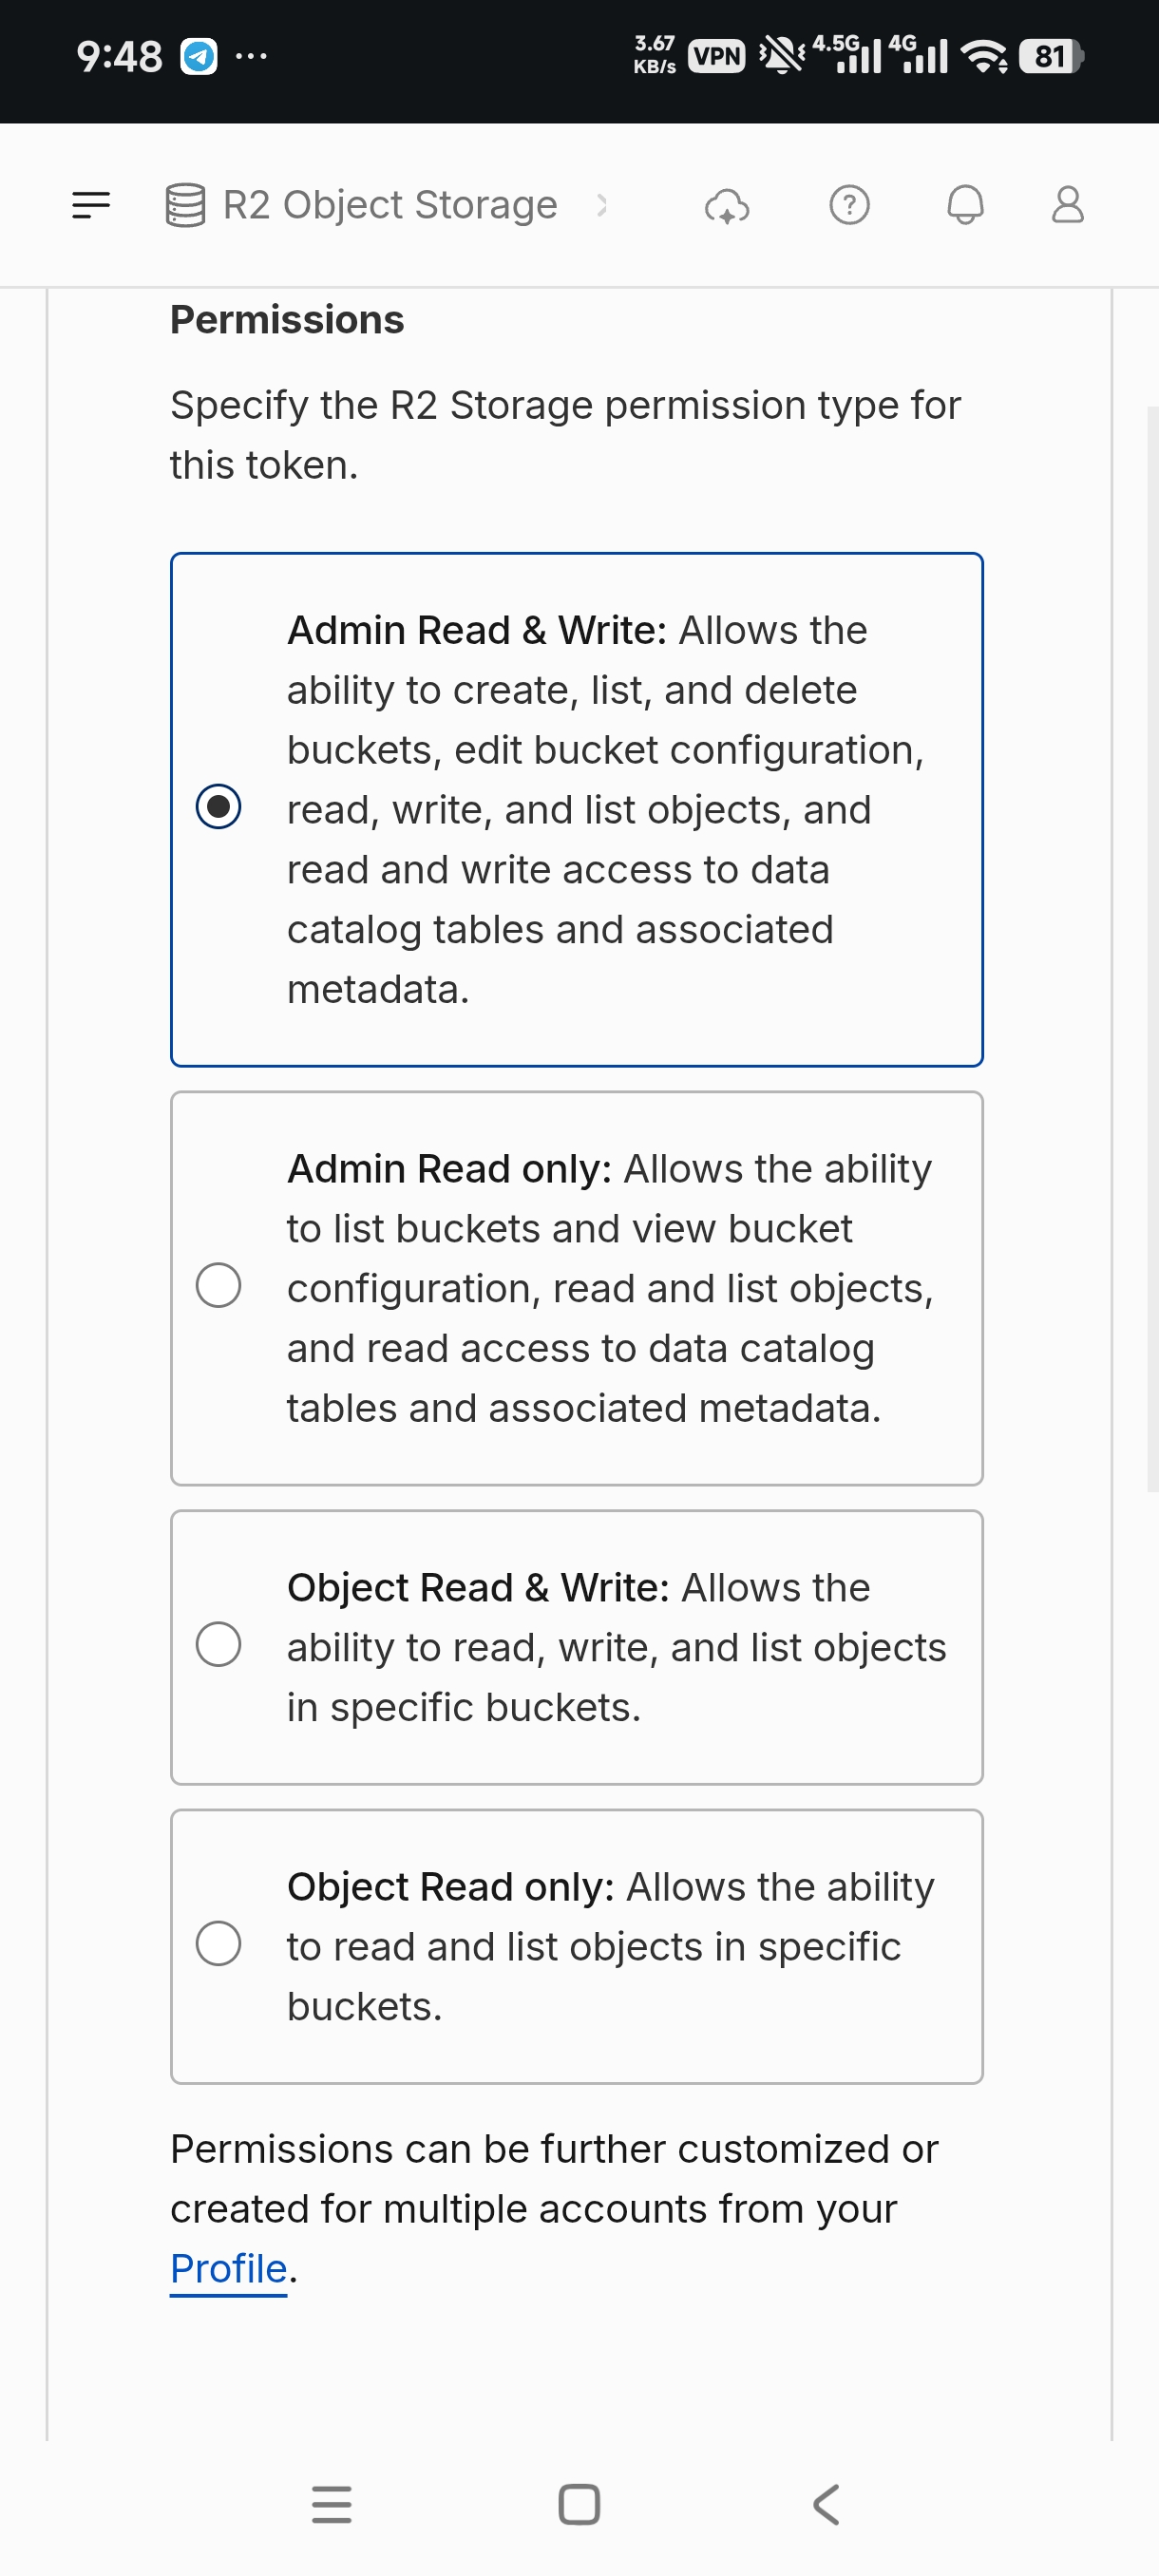 9:48 ...
3.67 KB/s VPN 4.5G 4G 81
R2 Object Storage
Permissions
Specify the R2 Storage permission type for
this token.
Admin Read & Write: Allows the
ability to create, list, and delete
buckets, edit bucket configuration,
read, write, and list objects, and
read and write access to data
catalog tables and associated
metadata.
Admin Read only: Allows the ability
to list buckets and view bucket
configuration, read and list objects,
and read access to data catalog
tables and associated metadata.
Object Read & Write: Allows the
ability to read, write, and list objects
in specific buckets.
Object Read only: Allows the ability
to read and list objects in specific
buckets.
Permissions can be further customized or
created for multiple accounts from your
Profile.